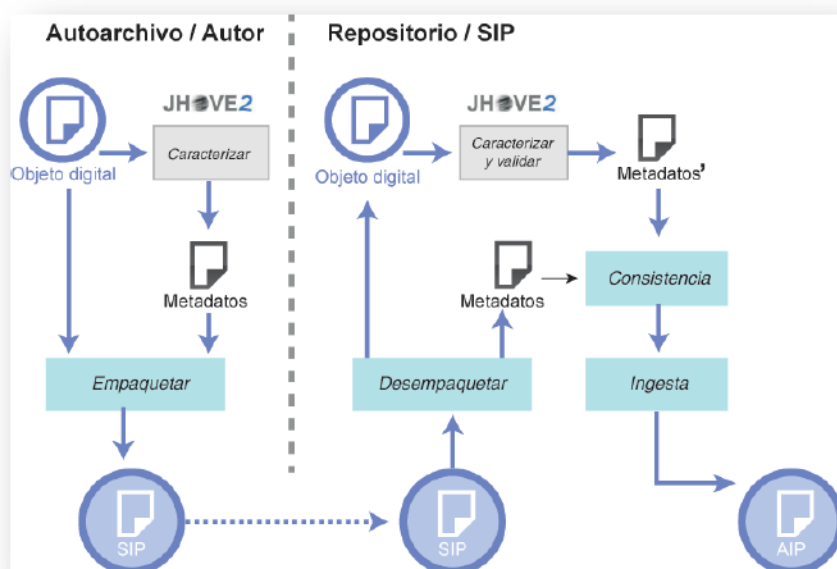 Autoarchivo / Autor
Repositorio / SIP
JHOVE2
JHOVE2
Caracterizar
Caracterizar
y validar
Objeto digital
Objeto digital
Metadatos’
Metadatos
Metadatos
Consistencia
Empaquetar
Desempaquetar
Ingesta
SIP
SIP
AIP